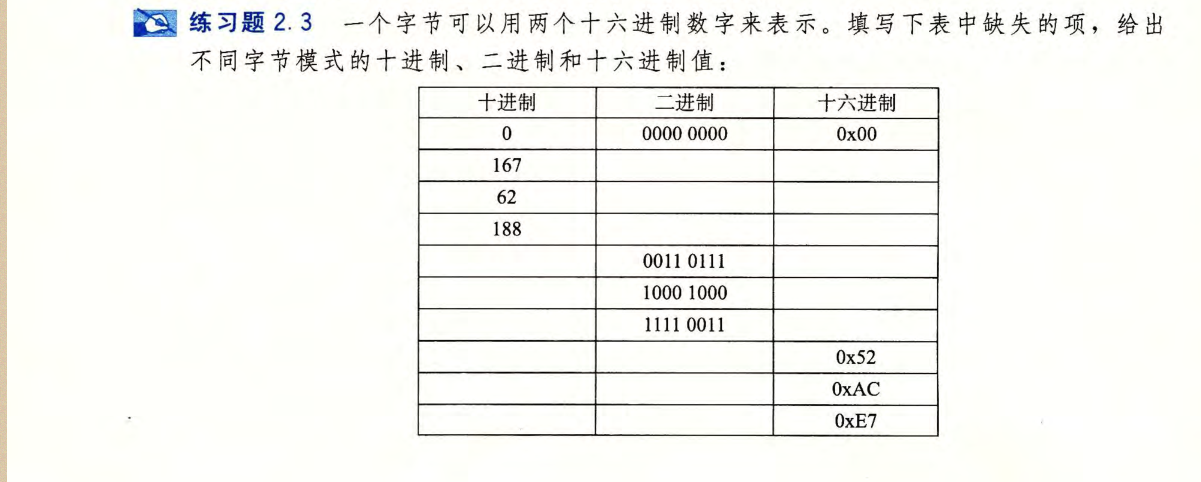 练习题 2.3 一个字节可以用两个十六进制数字来表示。填写下表中缺失的项，给出
不同字节模式的十进制、二进制和十六进制值：
十进制 二进制 十六进制
0 0000 0000 0x00
167
62
188
0011 0111
1000 1000
1111 0011
0x52
0xAC
0xE7